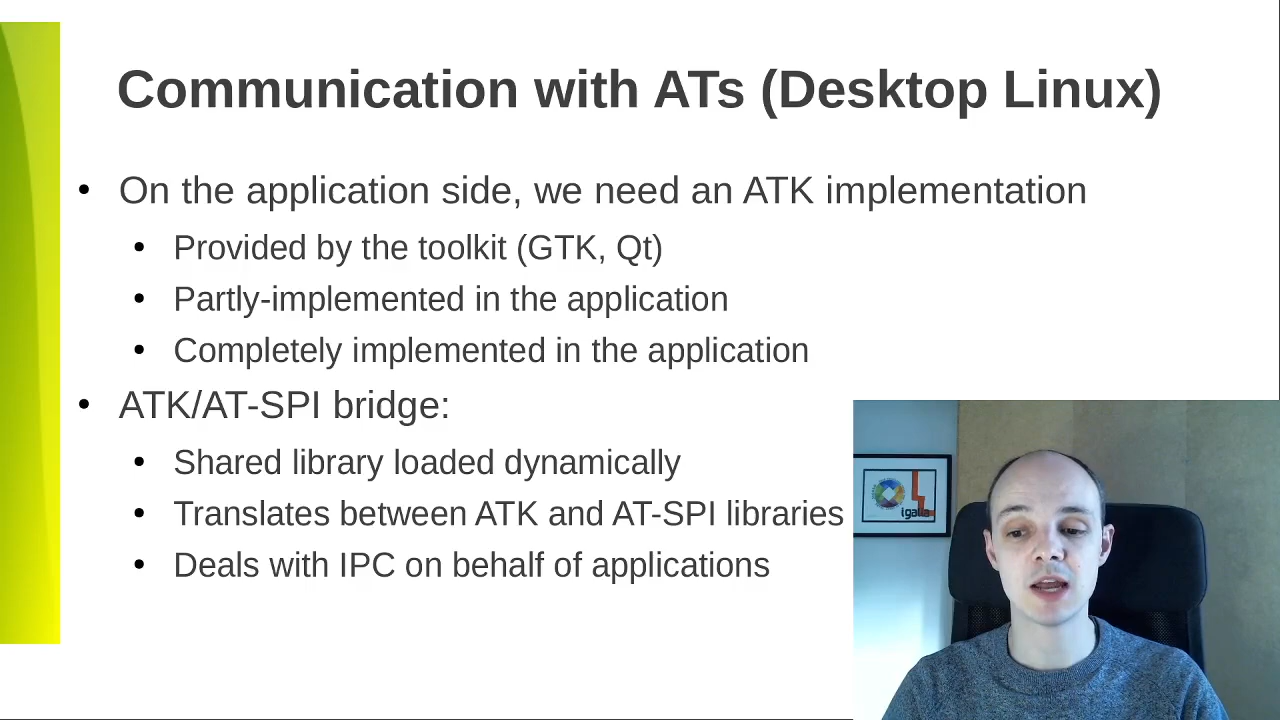 Communication with ATs (Desktop Linux)
• On the application side, we need an ATK implementation
• Provided by the toolkit (GTK, Qt)
• Partly-implemented in the application
• Completely implemented in the application
• ATK/AT-SPI bridge:
• Shared library loaded dynamically
• Translates between ATK and AT-SPI libraries
• Deals with IPC on behalf of applications
igalia